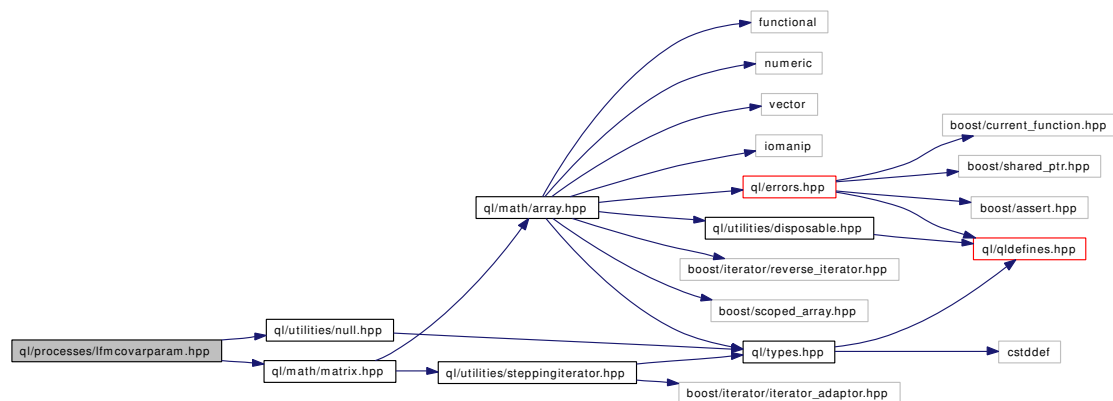 functional
numeric
vector
iomanip
boost/current_function.hpp
boost/shared_ptr.hpp
ql/errors.hpp
boost/assert.hpp
ql/math/array.hpp
ql/utilities/disposable.hpp
ql/qldefines.hpp
boost/iterator/reverse_iterator.hpp
boost/scoped_array.hpp
ql/utilities/null.hpp
ql/processes/lfmcovarparam.hpp
ql/types.hpp
cstddef
ql/math/matrix.hpp
ql/utilities/steppingiterator.hpp
boost/iterator/iterator_adaptor.hpp